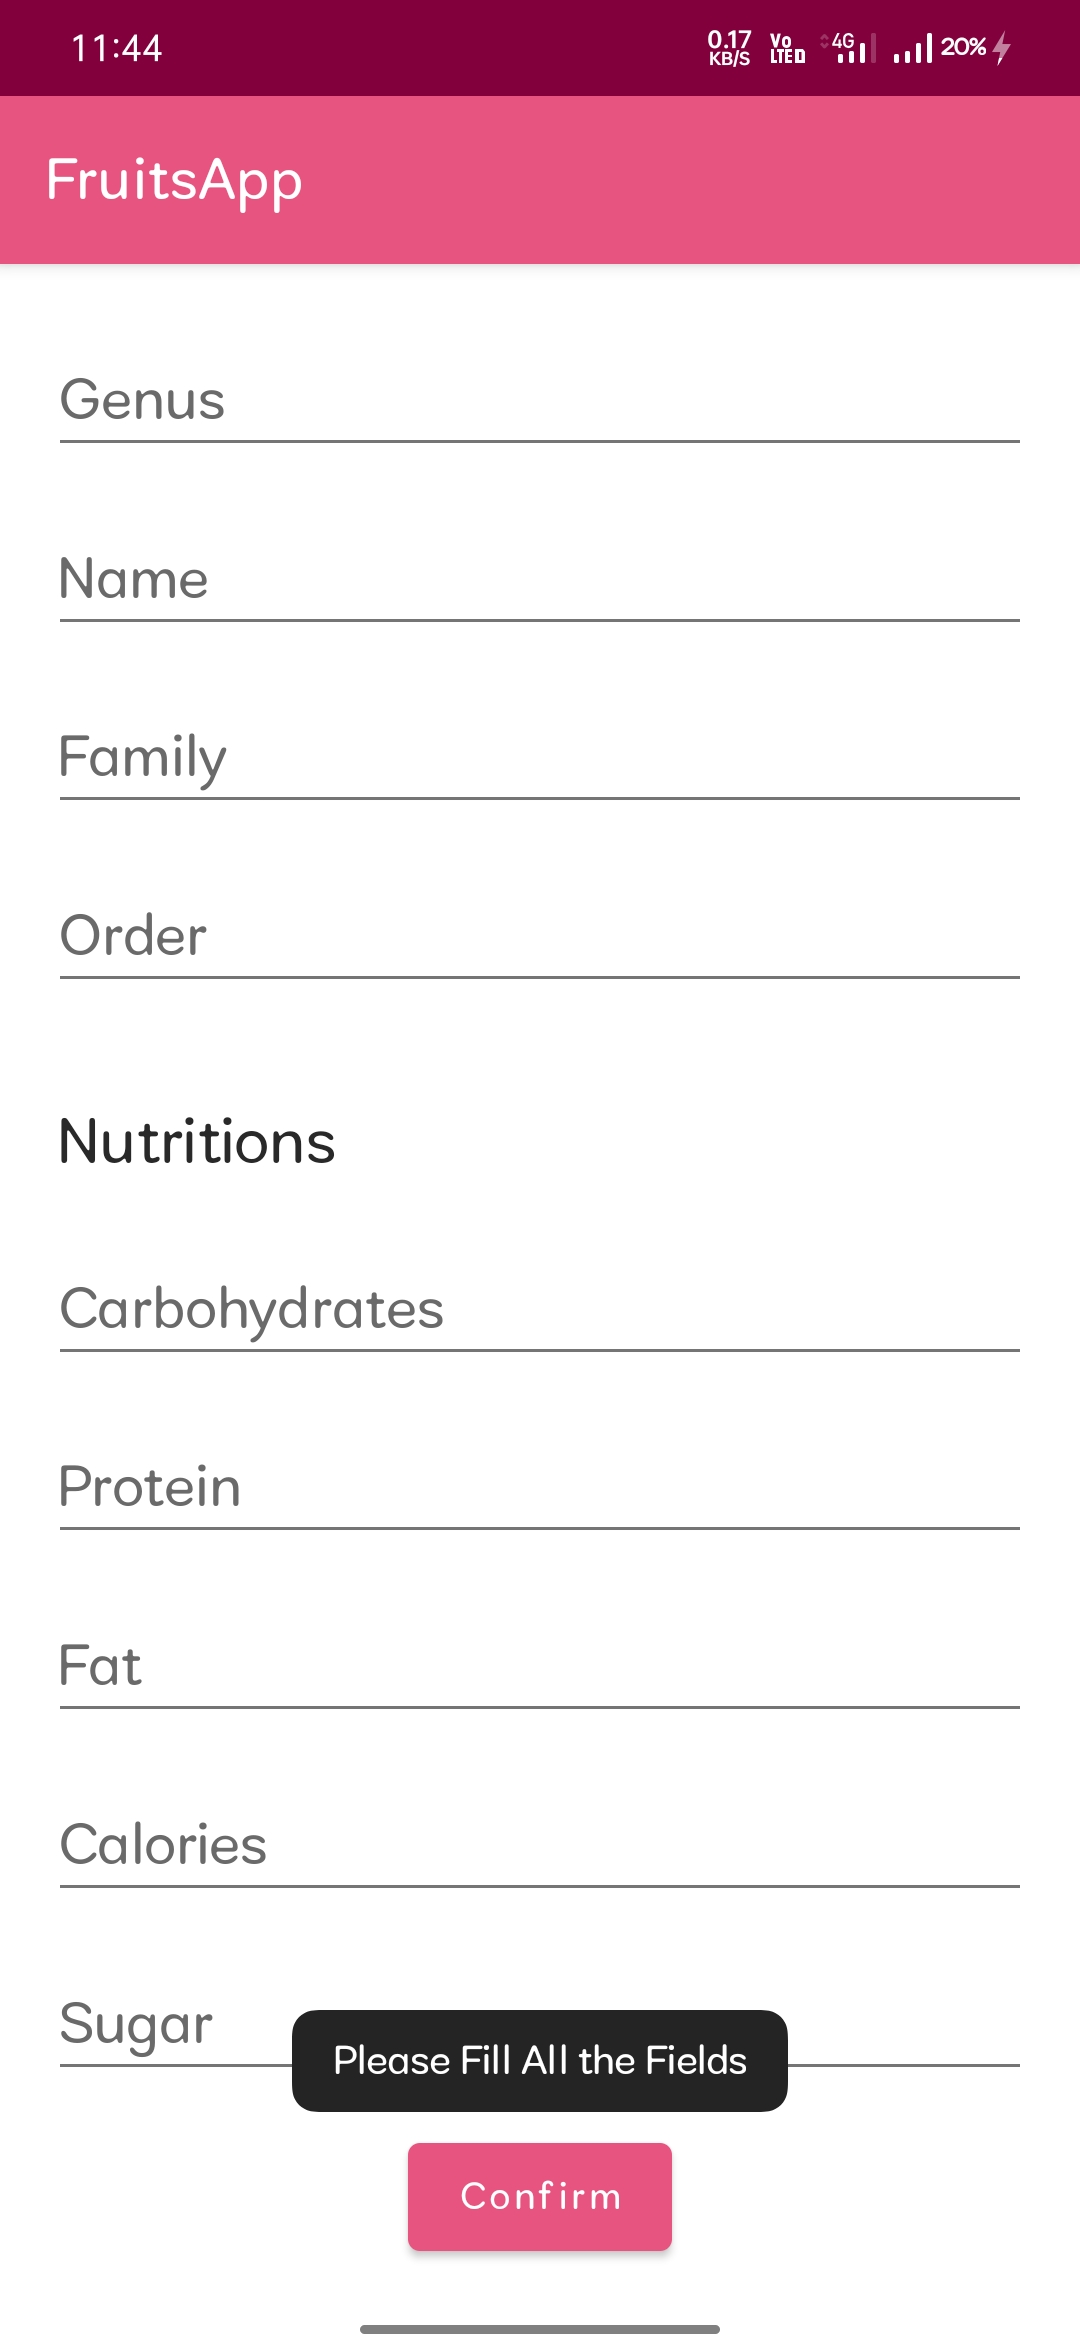 11:44 0.17 KB/S Vo LTED 4G 20%
FruitsApp
Genus
Name
Family
Order
Nutritions
Carbohydrates
Protein
Fat
Calories
Sugar
Please Fill All the Fields
Confirm